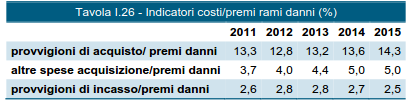 Tavola I.26 - Indicatori costi/premi rami danni (%)
2011 2012 2013 2014 2015
provvigioni di acquisto/ premi danni 13,3 12,8 13,2 13,6 14,3
altre spese acquisizione/premi danni 3,7 4,0 4,4 5,0 5,0
provvigioni di incasso/premi danni 2,6 2,8 2,8 2,7 2,5